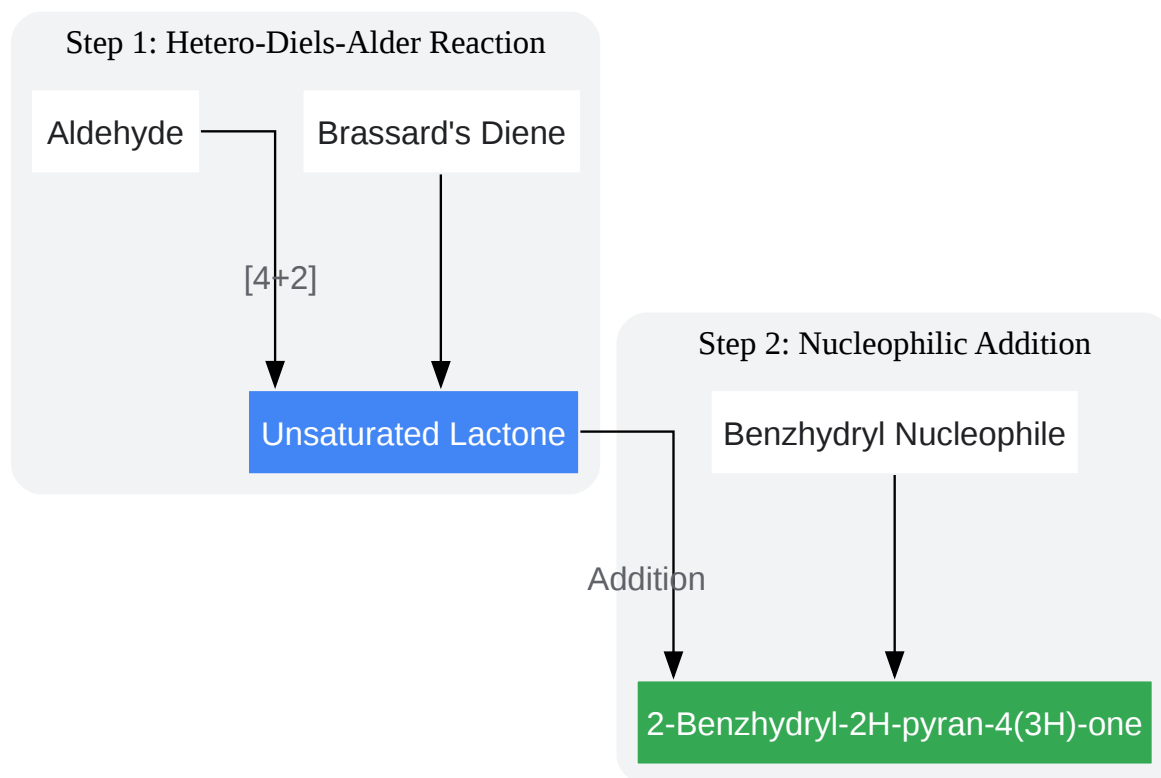 Step 1: Hetero-Diels-Alder Reaction
Aldehyde
Brassard's Diene
[4+2]
Unsaturated Lactone
Step 2: Nucleophilic Addition
Benzhydryl Nucleophile
Addition
2-Benzhydryl-2H-pyran-4(3H)-one